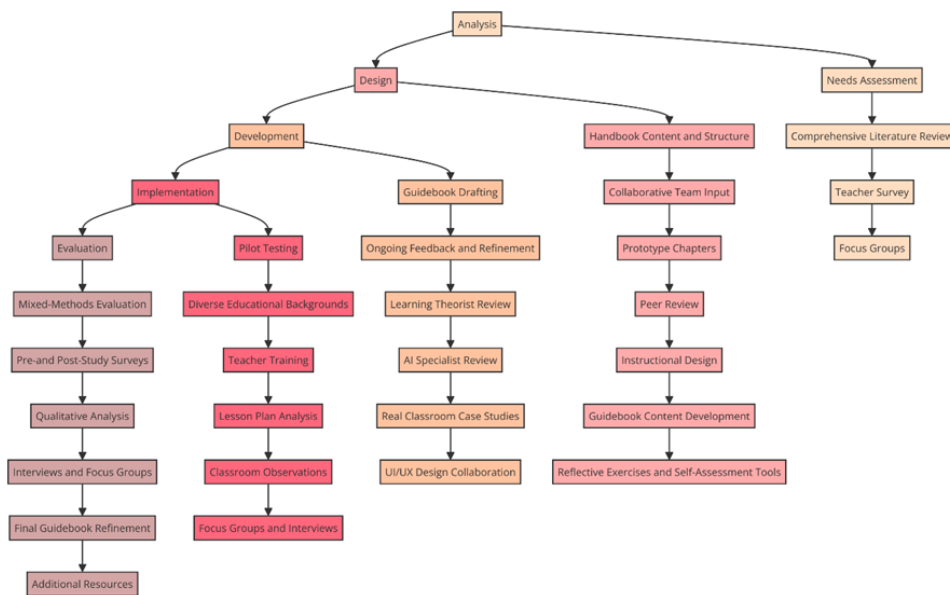 Analysis
Design
Needs Assessment
Development
Handbook Content and Structure
Comprehensive Literature Review
Implementation
Guidebook Drafting
Collaborative Team Input
Teacher Survey
Evaluation
Pilot Testing
Ongoing Feedback and Refinement
Prototype Chapters
Focus Groups
Mixed-Methods Evaluation
Diverse Educational Backgrounds
Learning Theorist Review
Peer Review
Pre-and Post-Study Surveys
Teacher Training
AI Specialist Review
Instructional Design
Qualitative Analysis
Lesson Plan Analysis
Real Classroom Case Studies
Guidebook Content Development
Interviews and Focus Groups
Classroom Observations
UI/UX Design Collaboration
Reflective Exercises and Self-Assessment Tools
Final Guidebook Refinement
Focus Groups and Interviews
Additional Resources